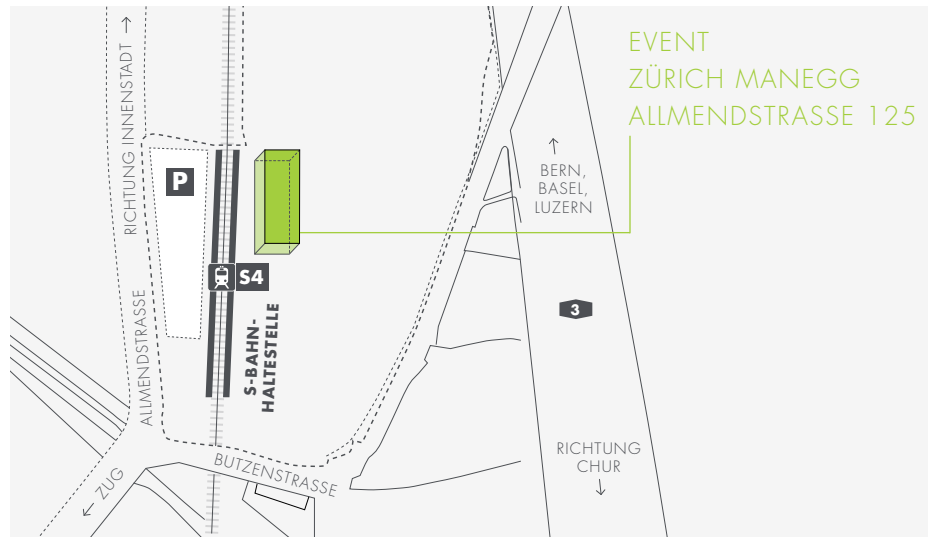 EVENT
ZÜRICH MANEGG
ALLMENDSTRASSE 125
RICHTUNG INNENSTADT →
ALLMENDSTRASSE
← ZUG
P
S4
S-BAHN-
HALTESTELLE
BUTZENSTRASSE
↑
BERN,
BASEL,
LUZERN
3
RICHTUNG
CHUR
↓